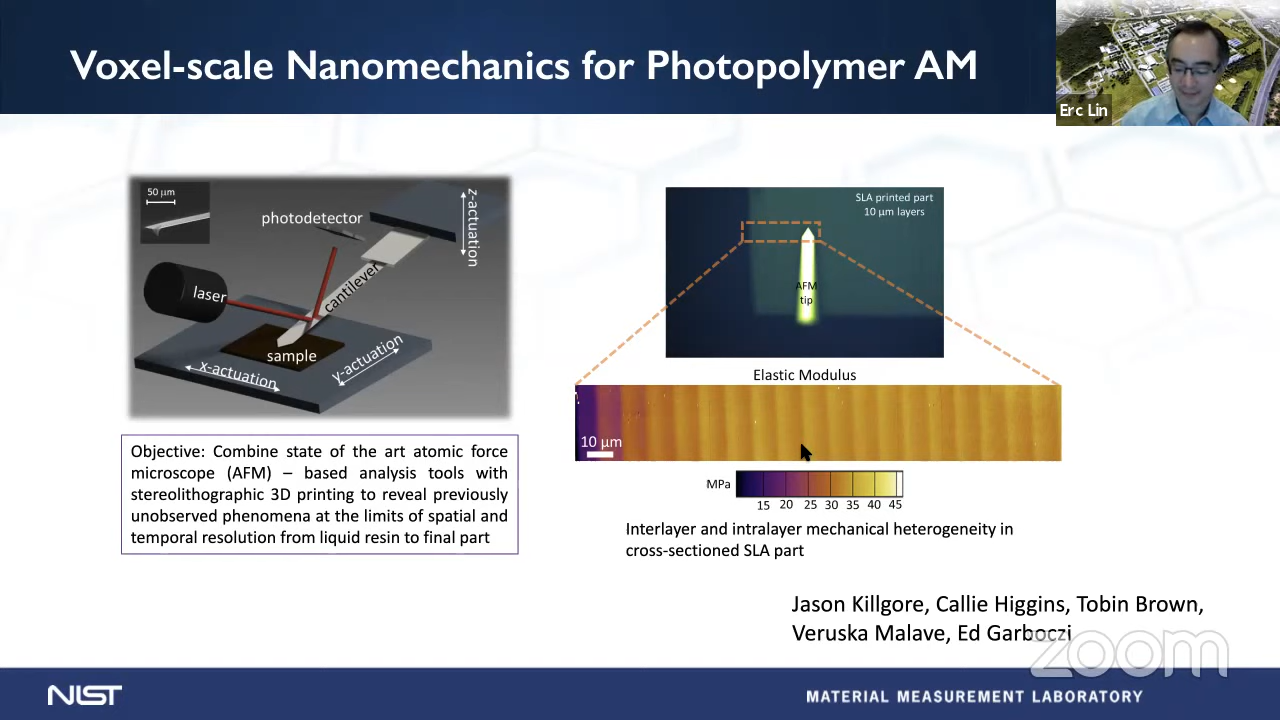 Voxel-scale Nanomechanics for Photopolymer AM
Erc Lin
50 µm
photodetector
z-actuation
laser
cantilever
sample
x-actuation
y-actuation
SLA printed part
10 µm layers
AFM
tip
Elastic Modulus
10 µm
MPa
15 20 25 30 35 40 45
Objective: Combine state of the art atomic force
microscope (AFM) – based analysis tools with
stereolithographic 3D printing to reveal previously
unobserved phenomena at the limits of spatial and
temporal resolution from liquid resin to final part
Interlayer and intralayer mechanical heterogeneity in
cross-sectioned SLA part
Jason Killgore, Callie Higgins, Tobin Brown,
Veruska Malave, Ed Garboczi
zoom
NIST
MATERIAL MEASUREMENT LABORATORY